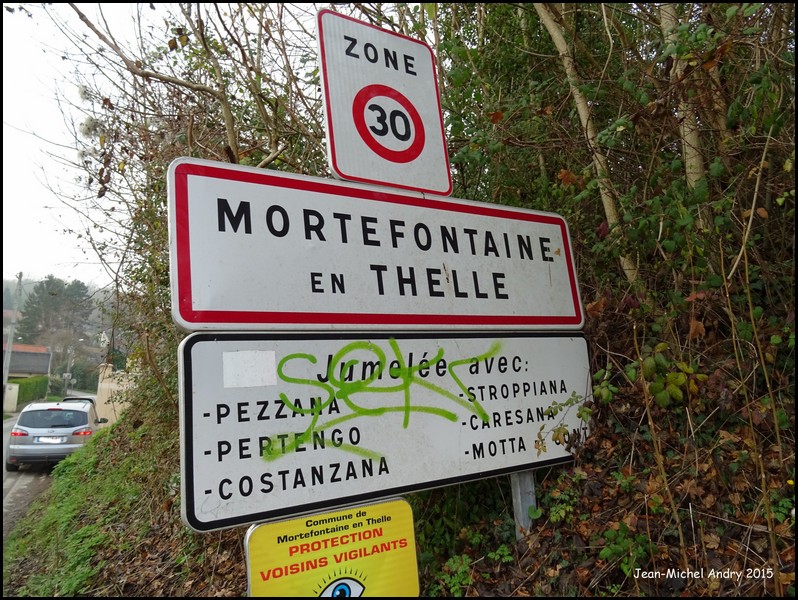 ZONE
30
MORTEFONTAINE
EN THELLE
Jumelée avec:
-PEZZANA
-PERTENGO
-COSTANZANA
-STROPPIANA
-CARESANA
-MOTTA
Commune de
Mortefontaine en Thelle
PROTECTION
VOISINS VIGILANTS
Jean-Michel Andry 2015